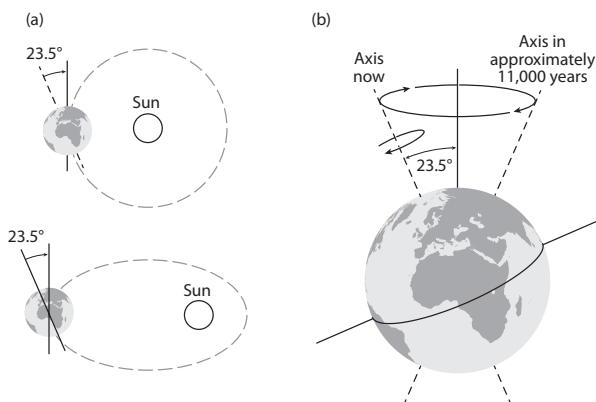 (a)
23.5°
Sun
23.5°
Sun
(b)
Axis
now
Axis in
approximately
11,000 years
23.5°